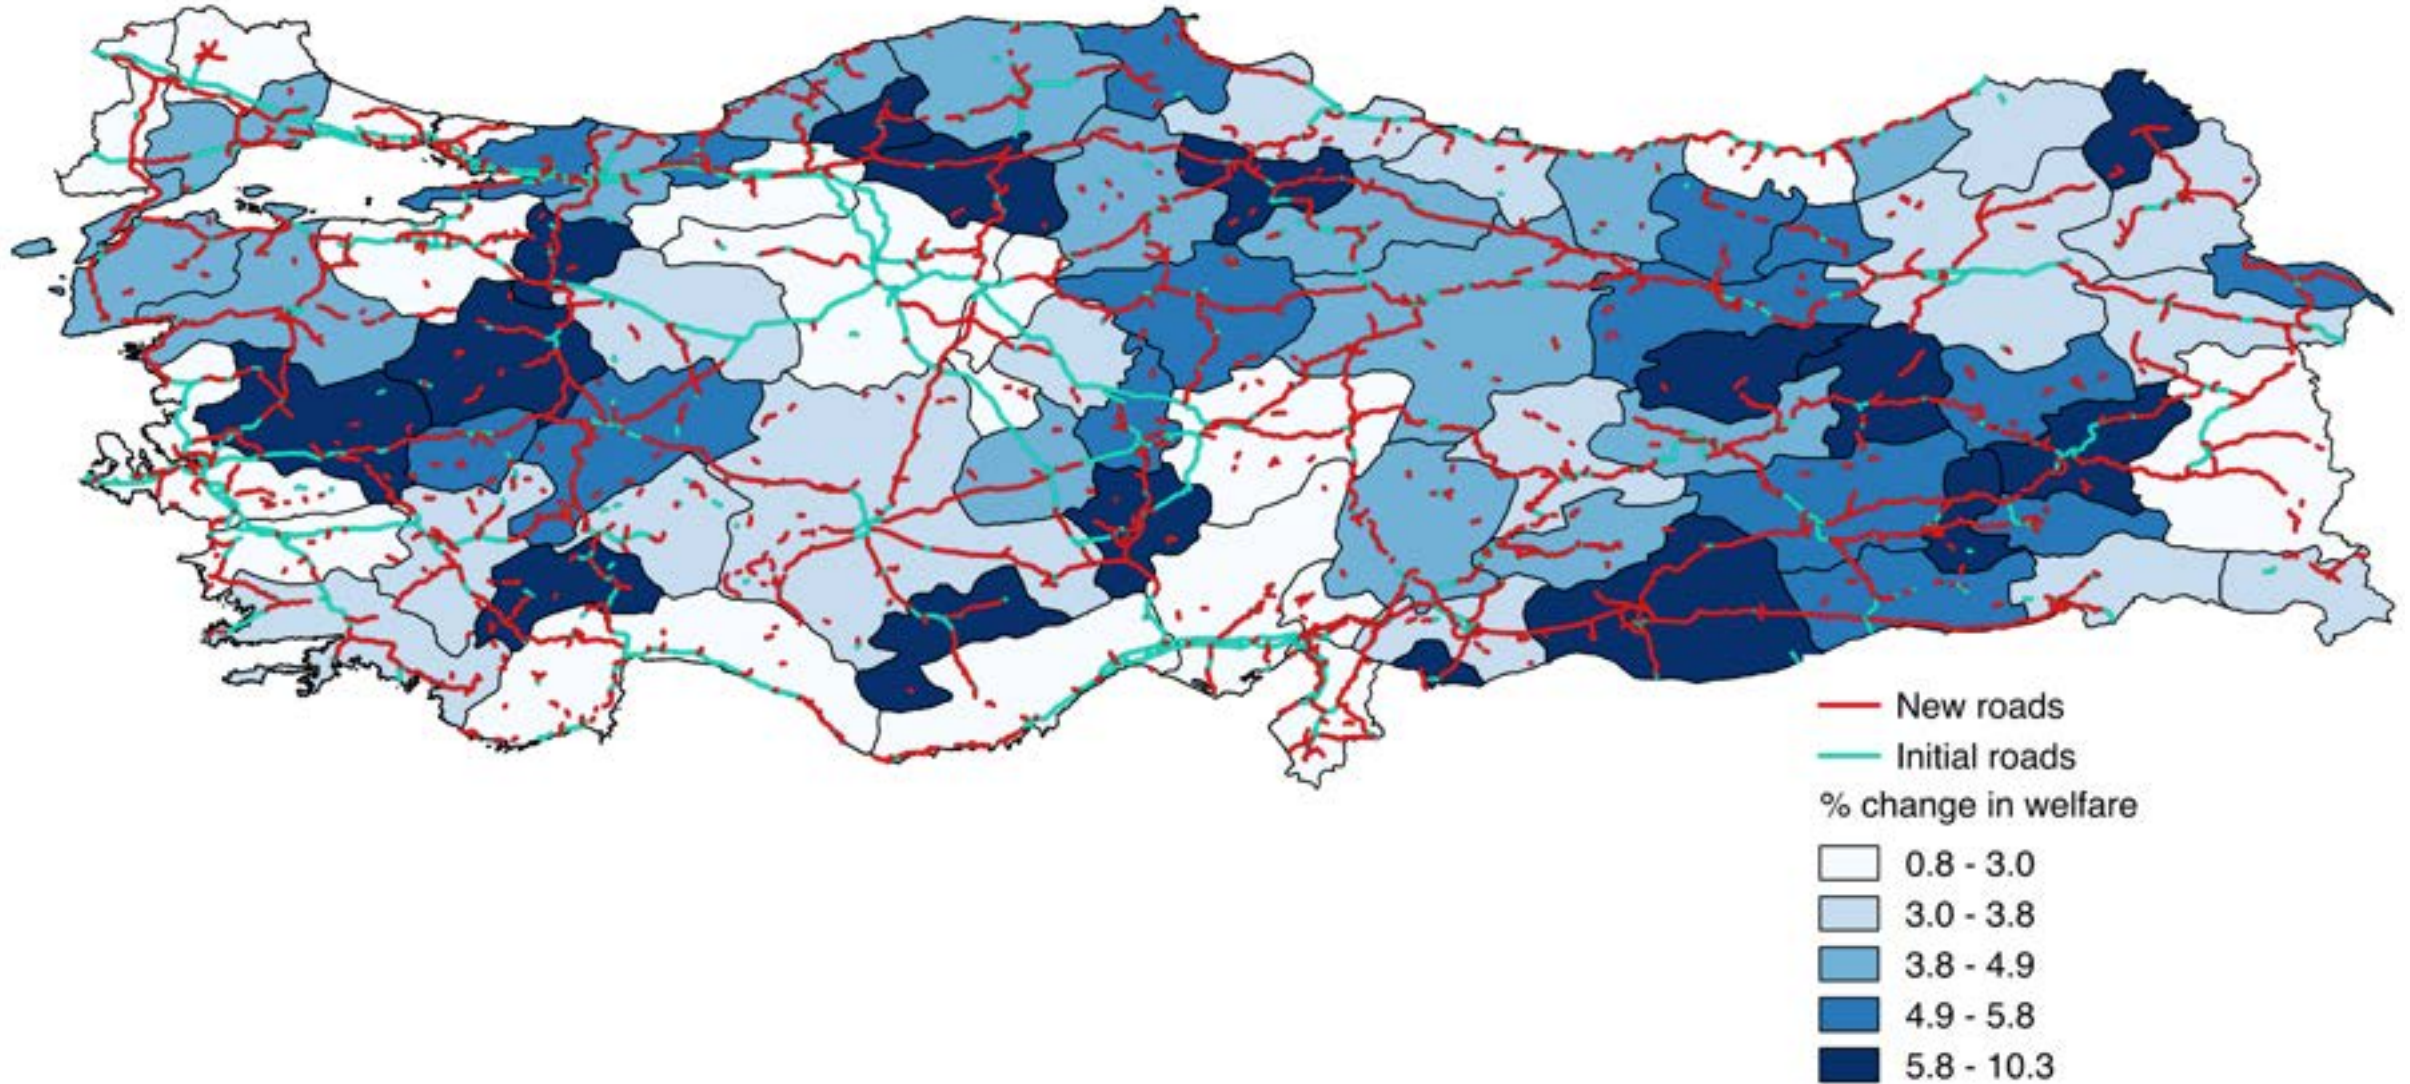 New roads
Initial roads
% change in welfare
0.8 - 3.0
3.0 - 3.8
3.8 - 4.9
4.9 - 5.8
5.8 - 10.3